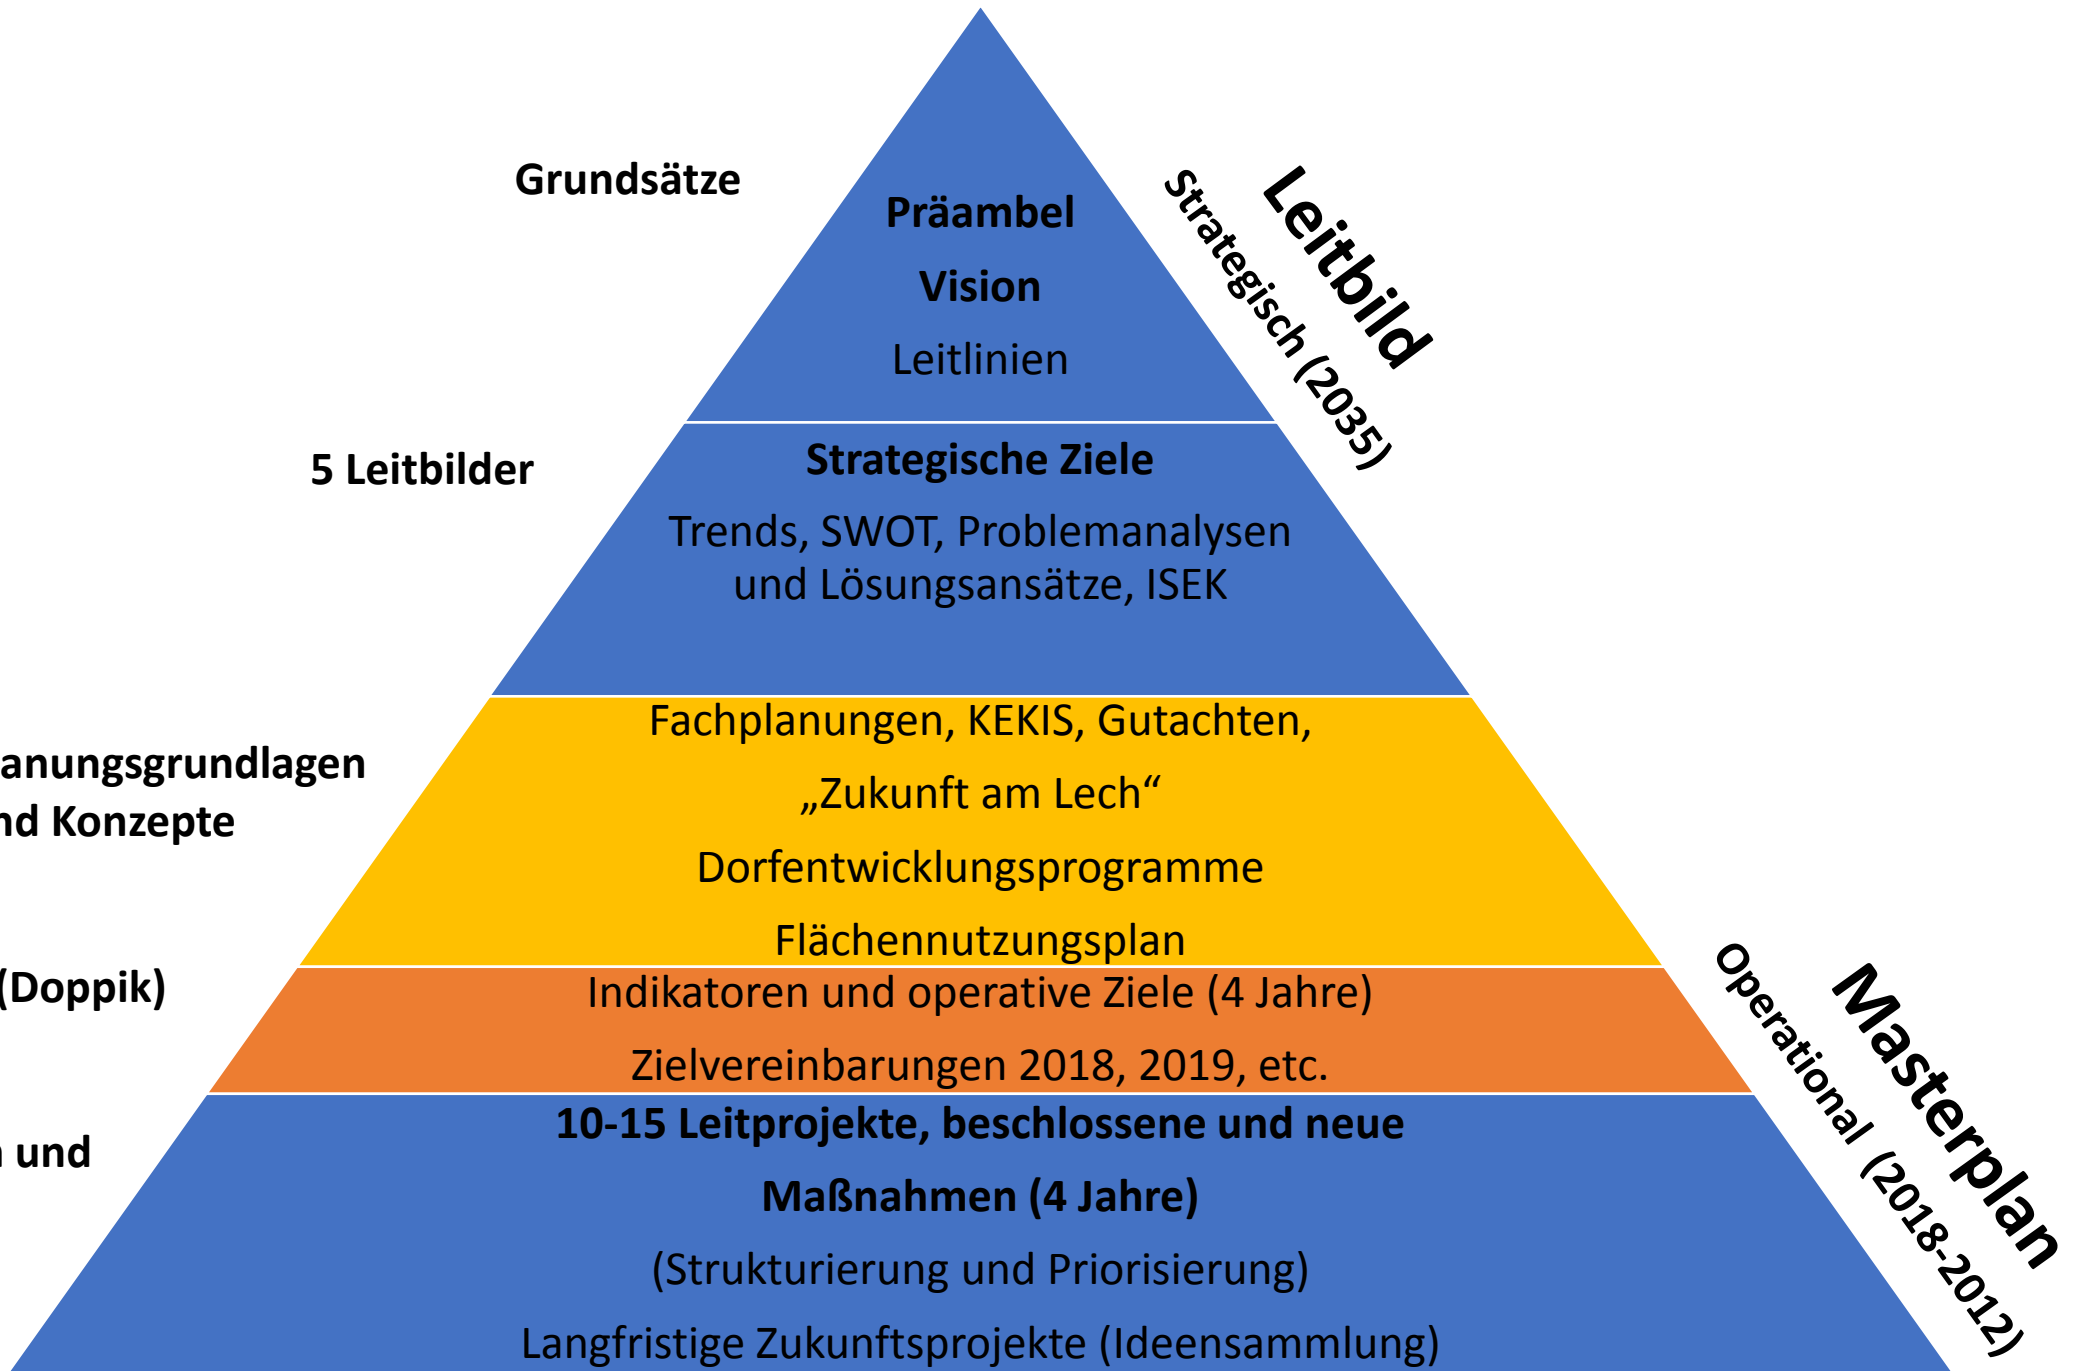 Grundsätze
Präambel
Vision
Leitlinien
Leitbild
Strategisch (2035)
5 Leitbilder
Strategische Ziele
Trends, SWOT, Problemanalysen
und Lösungsansätze, ISEK
anungsgrundlagen
nd Konzepte
Fachplanungen, KEKIS, Gutachten,
„Zukunft am Lech“
Dorfentwicklungsprogramme
Flächennutzungsplan
(Doppik)
Indikatoren und operative Ziele (4 Jahre)
Zielvereinbarungen 2018, 2019, etc.
Masterplan
Operational (2018-2012)
und
10-15 Leitprojekte, beschlossene und neue
Maßnahmen (4 Jahre)
(Strukturierung und Priorisierung)
Langfristige Zukunftsprojekte (Ideensammlung)